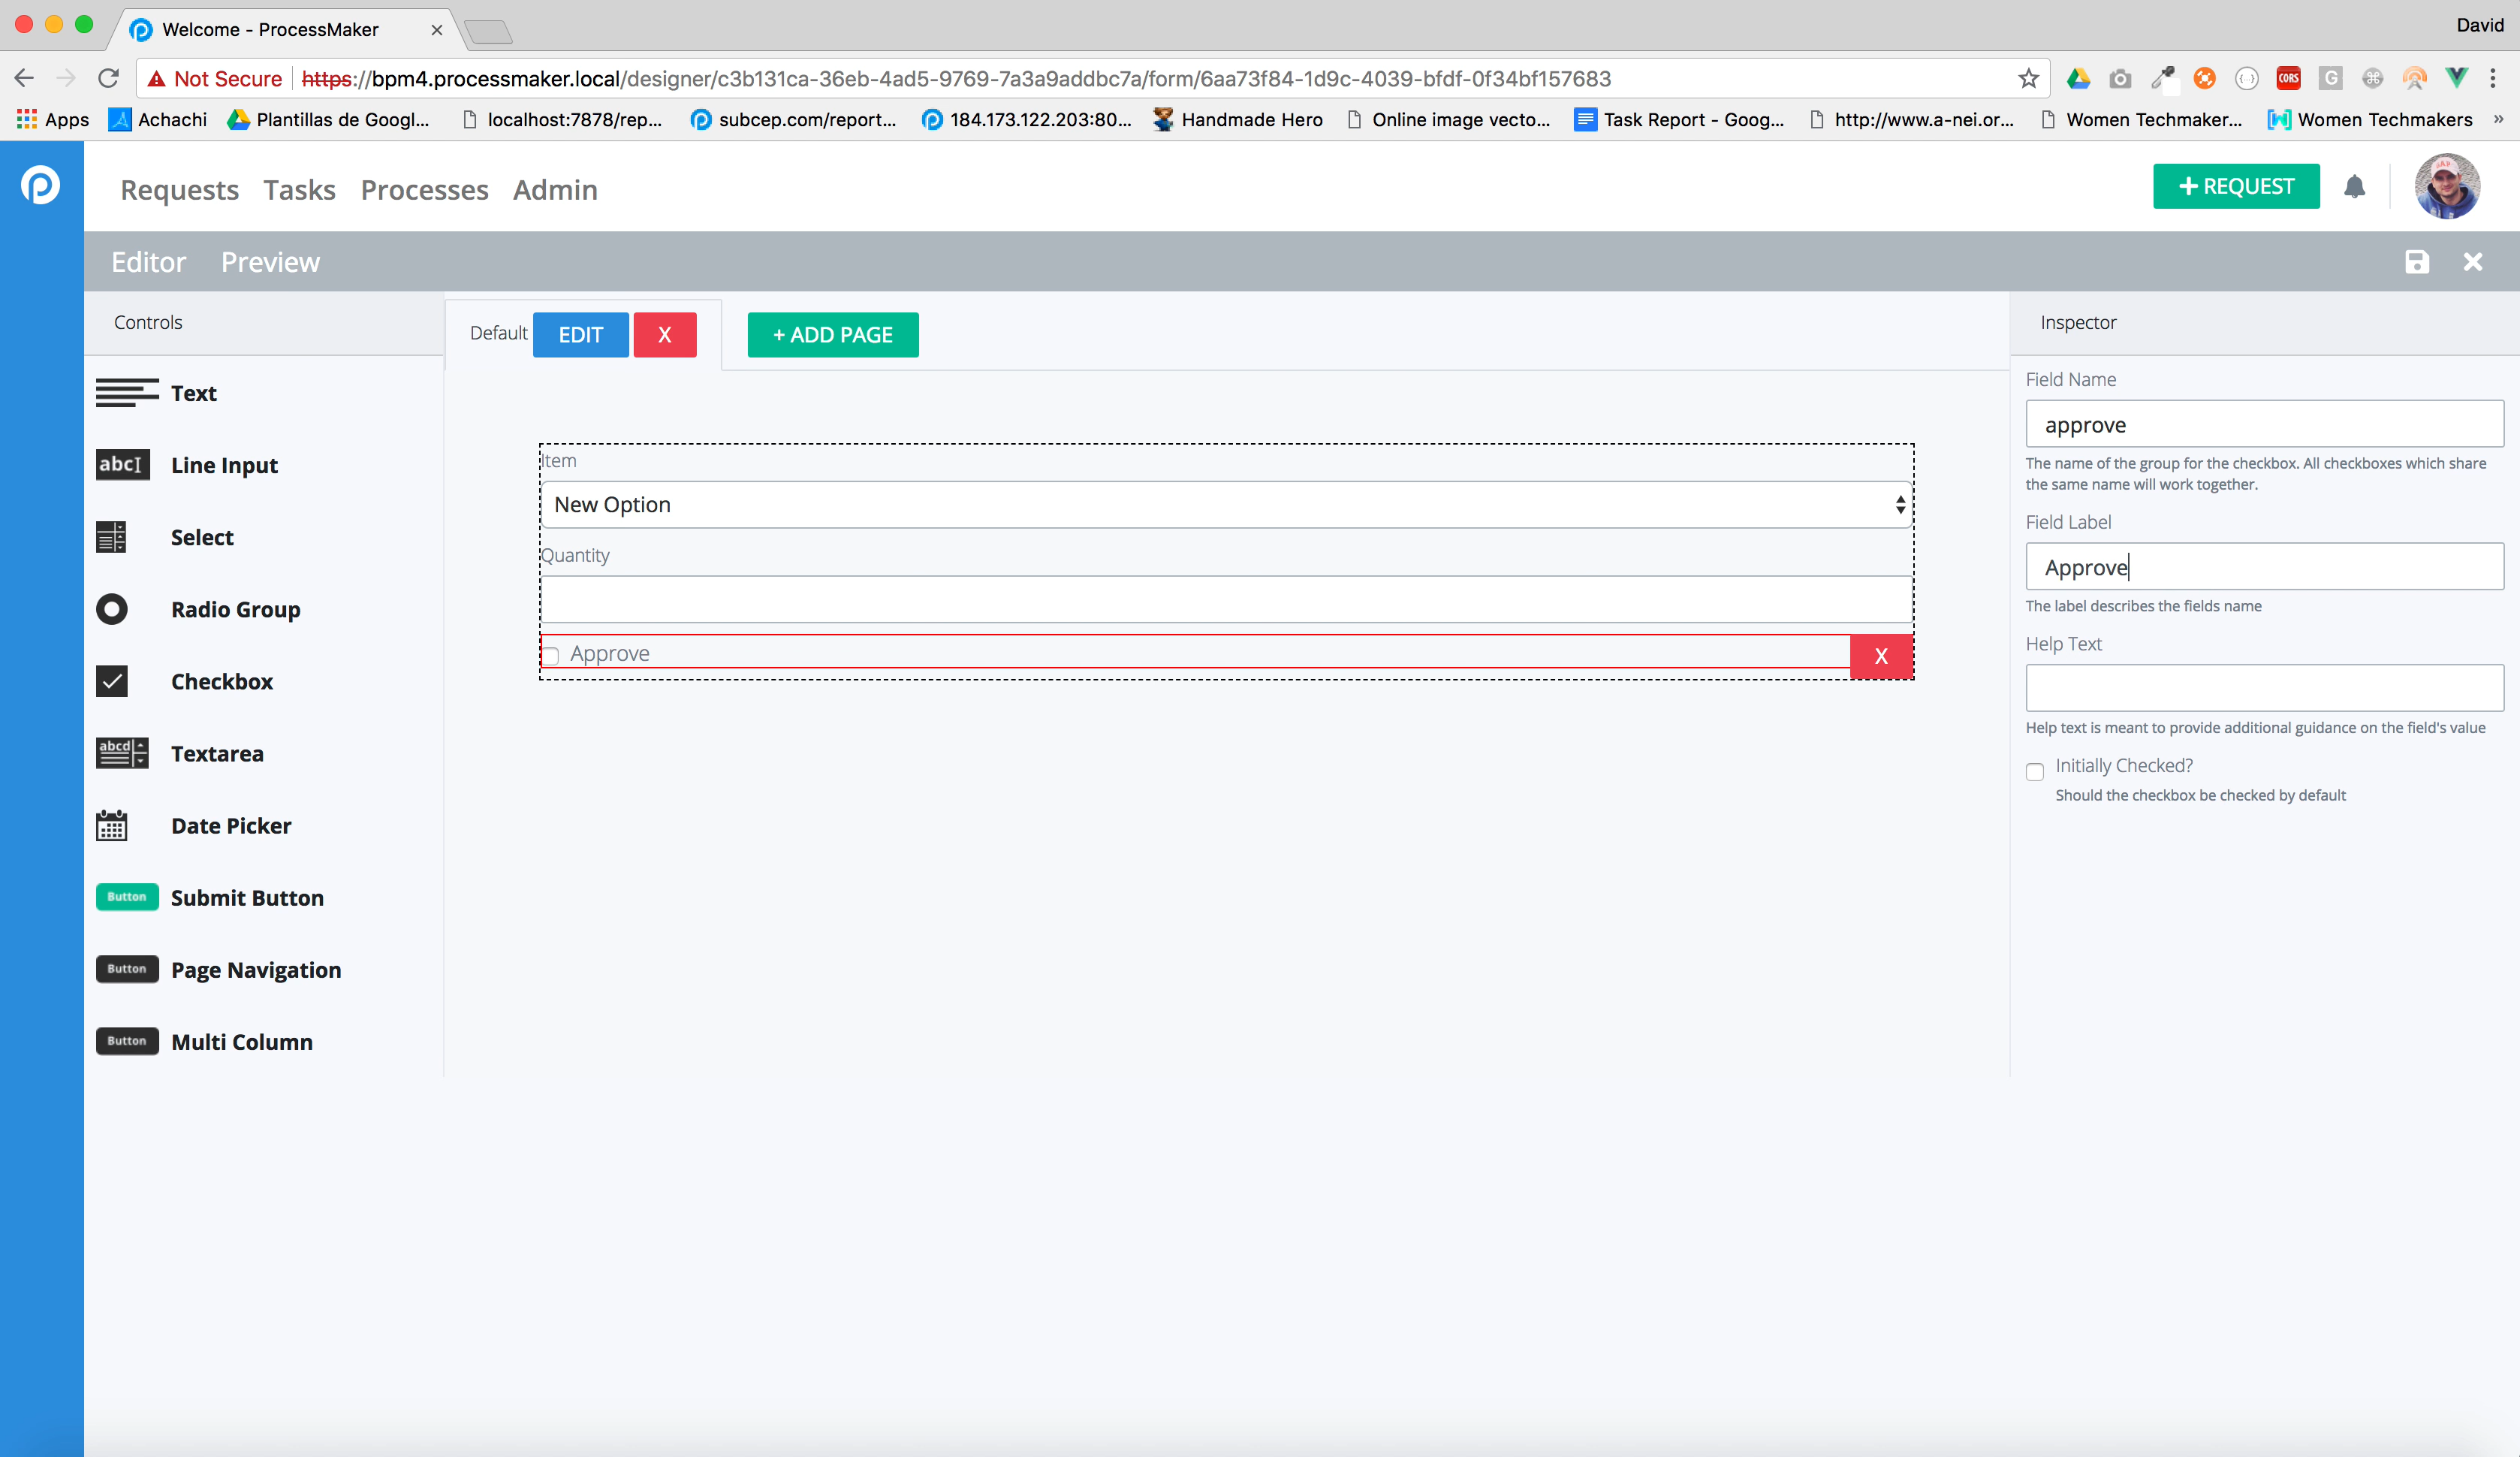 Welcome - ProcessMaker
David
Not Secure https://bpm4.processmaker.local/designer/c3b131ca-36eb-4ad5-9769-7a3a9addbc7a/form/6aa73f84-1d9c-4039-bfdf-0f34bf157683
CORS
G
Apps Achachi Plantillas de Googl... localhost:7878/rep... subcep.com/report... 184.173.122.203:80... Handmade Hero Online image vecto... Task Report - Goog... http://www.a-nei.or... Women Techmaker... Women Techmakers »
Requests Tasks Processes Admin
+ REQUEST
Editor Preview
Controls
Default EDIT X + ADD PAGE
Inspector
Text
abcI Line Input
Select
Radio Group
Checkbox
abcd Textarea
Date Picker
Button Submit Button
Button Page Navigation
Button Multi Column
Item
New Option
Quantity
Approve X
Field Name
approve
The name of the group for the checkbox. All checkboxes which share
the same name will work together.
Field Label
Approve
The label describes the fields name
Help Text
Help text is meant to provide additional guidance on the field's value
Initially Checked?
Should the checkbox be checked by default